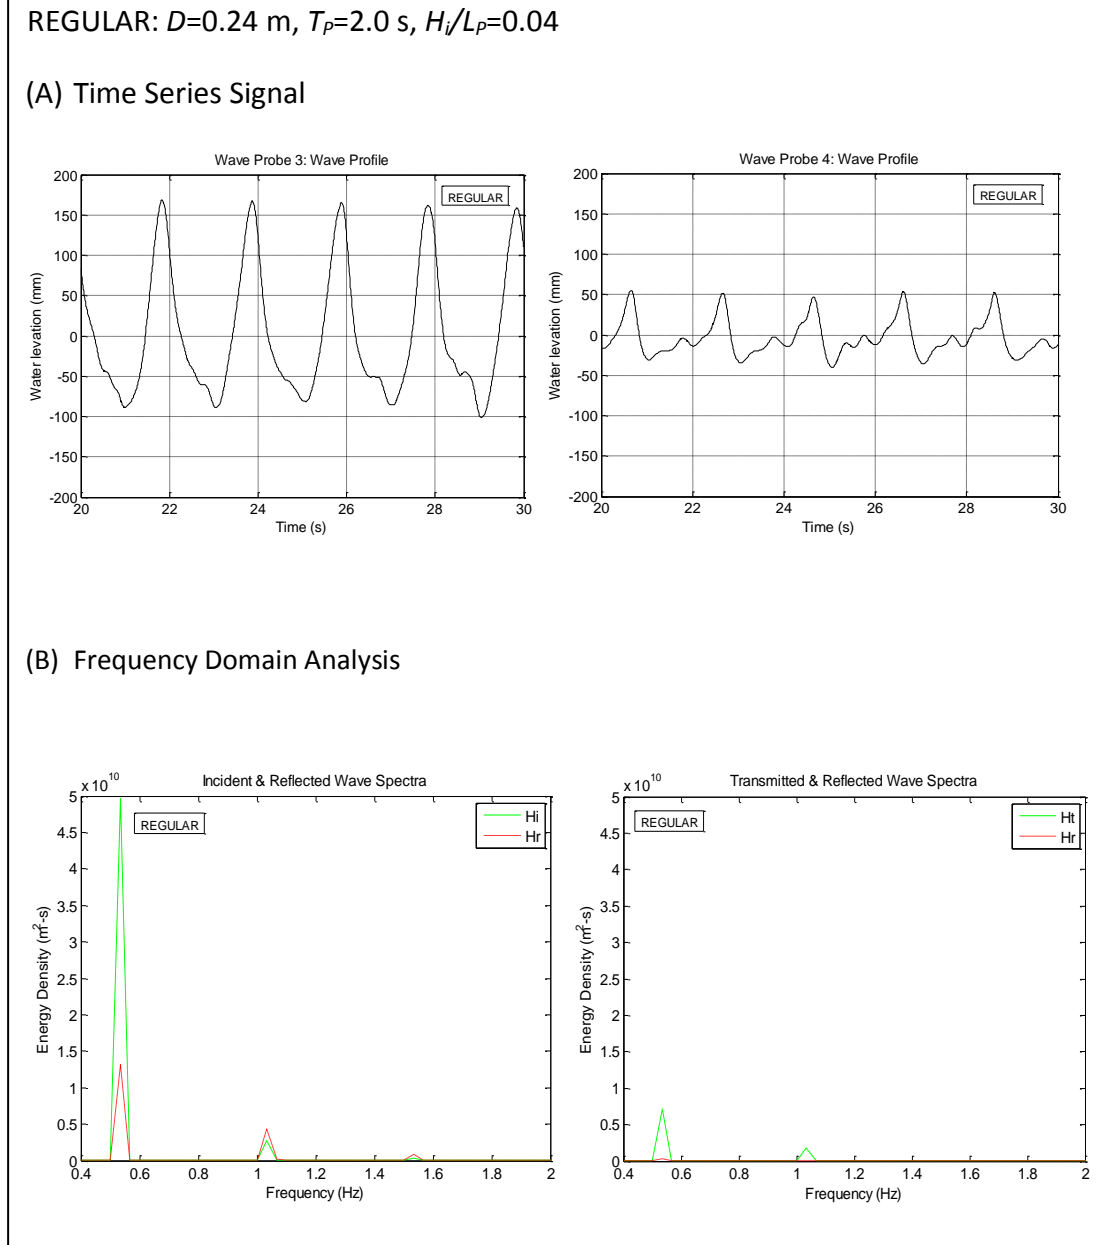 REGULAR: D=0.24 m, TP=2.0 s, Hi/LP=0.04
(A) Time Series Signal
Wave Probe 3: Wave Profile
REGULAR
Water levation (mm)
200
150
100
50
0
-50
-100
-150
-200
20 22 24 26 28 30
Time (s)
Wave Probe 4: Wave Profile
REGULAR
Water levation (mm)
200
150
100
50
0
-50
-100
-150
-200
20 22 24 26 28 30
Time (s)
(B) Frequency Domain Analysis
Incident & Reflected Wave Spectra
x 10^10
REGULAR
Hi
Hr
Energy Density (m²-s)
5
4.5
4
3.5
3
2.5
2
1.5
1
0.5
0
0.4 0.6 0.8 1 1.2 1.4 1.6 1.8 2
Frequency (Hz)
Transmitted & Reflected Wave Spectra
x 10^10
REGULAR
Ht
Hr
Energy Density (m²-s)
5
4.5
4
3.5
3
2.5
2
1.5
1
0.5
0
0.4 0.6 0.8 1 1.2 1.4 1.6 1.8 2
Frequency (Hz)